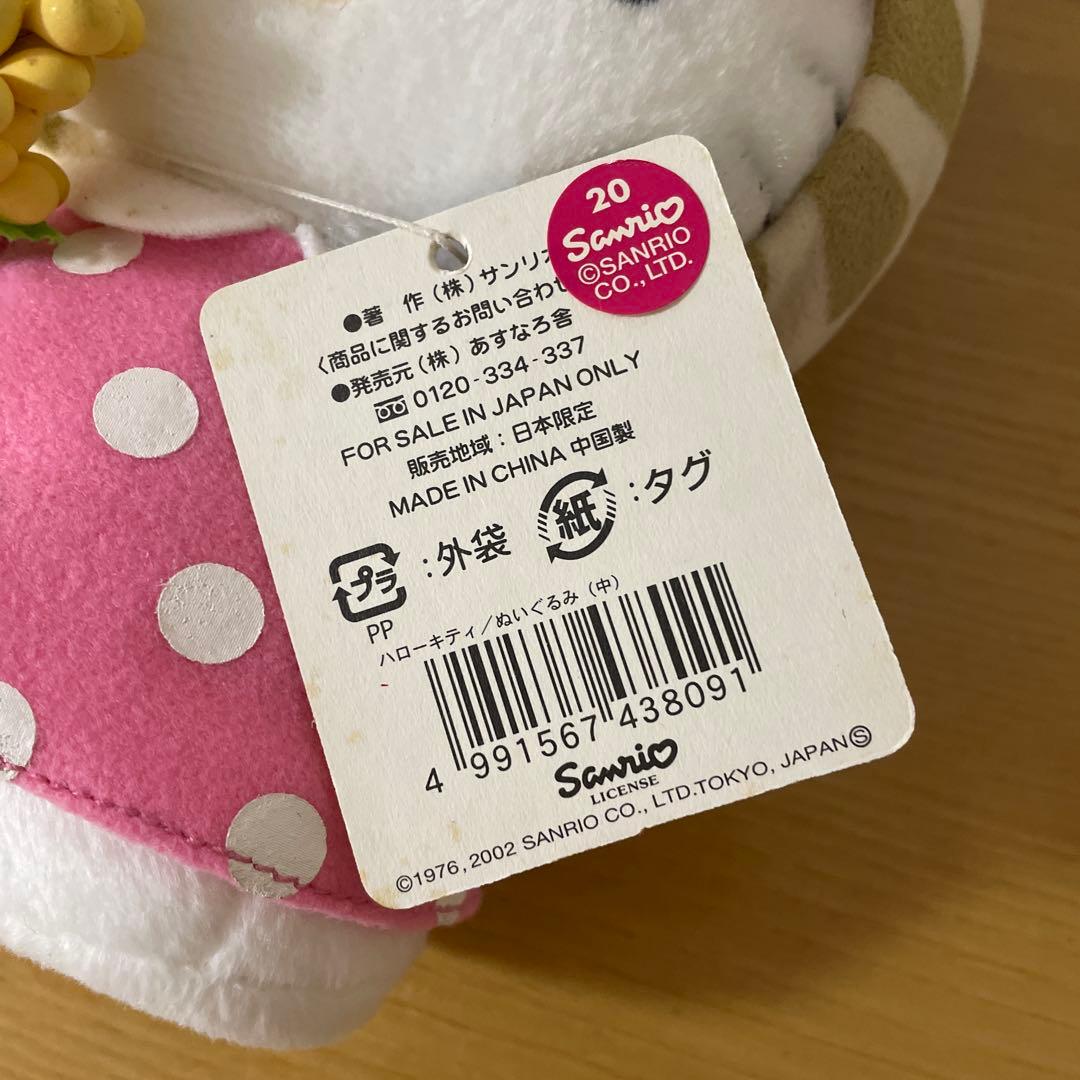 20
Sanrio
©SANRIO
CO., LTD.
●著 作(株)サンリオ
〈商品に関するお問い合わせ
●発売元(株)あすなろ舎
0120-334-337
FOR SALE IN JAPAN ONLY
販売地域：日本限定
MADE IN CHINA 中国製
プラ ：外袋 紙 ：タグ
PP
ハローキティ／ぬいぐるみ（中）
4 991567 438091
Sanrio
LICENSE
©1976, 2002 SANRIO CO., LTD.TOKYO, JAPANⓈ